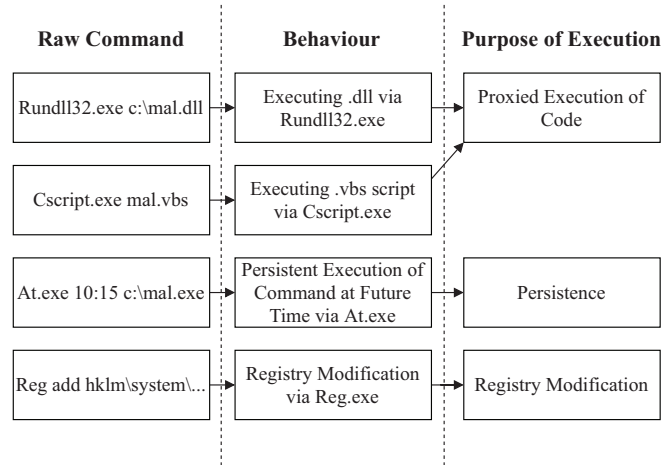 Raw Command
Behaviour
Purpose of Execution
Rundll32.exe c:\mal.dll
Executing .dll via
Rundll32.exe
Proxied Execution of
Code
Cscript.exe mal.vbs
Executing .vbs script
via Cscript.exe
At.exe 10:15 c:\mal.exe
Persistent Execution of
Command at Future
Time via At.exe
Persistence
Reg add hklm\system\...
Registry Modification
via Reg.exe
Registry Modification